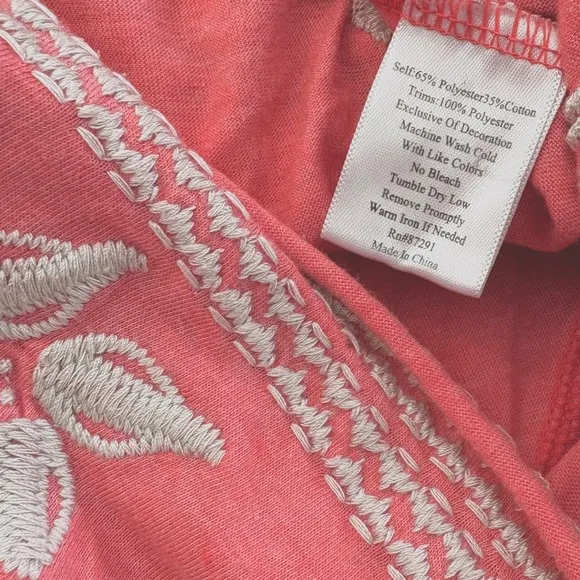 Self:65% Polyester35%Cotton
Trims:100% Polyester
Exclusive Of Decoration
Machine Wash Cold
With Like Colors
No Bleach
Tumble Dry Low
Remove Promptly
Warm Iron If Needed
Rn#87291
Made In China